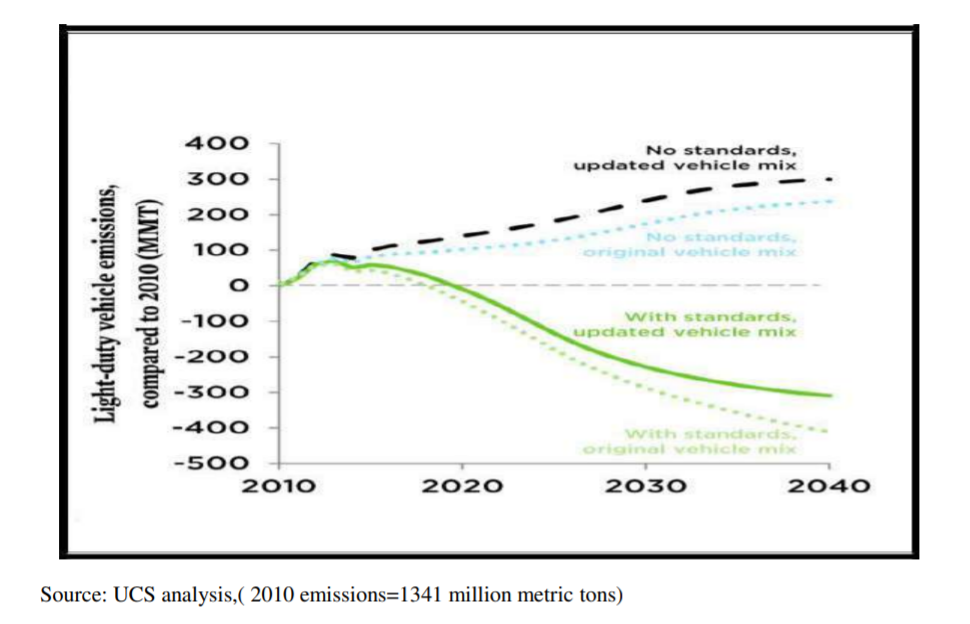 400
300
200
100
0
-100
-200
-300
-400
-500
2010
2020
2030
2040
Light-duty vehicle emissions,
compared to 2010 (MMT)
No standards,
updated vehicle mix
No standards,
original vehicle mix
With standards,
updated vehicle mix
With standards,
original vehicle mix
Source: UCS analysis,( 2010 emissions=1341 million metric tons)